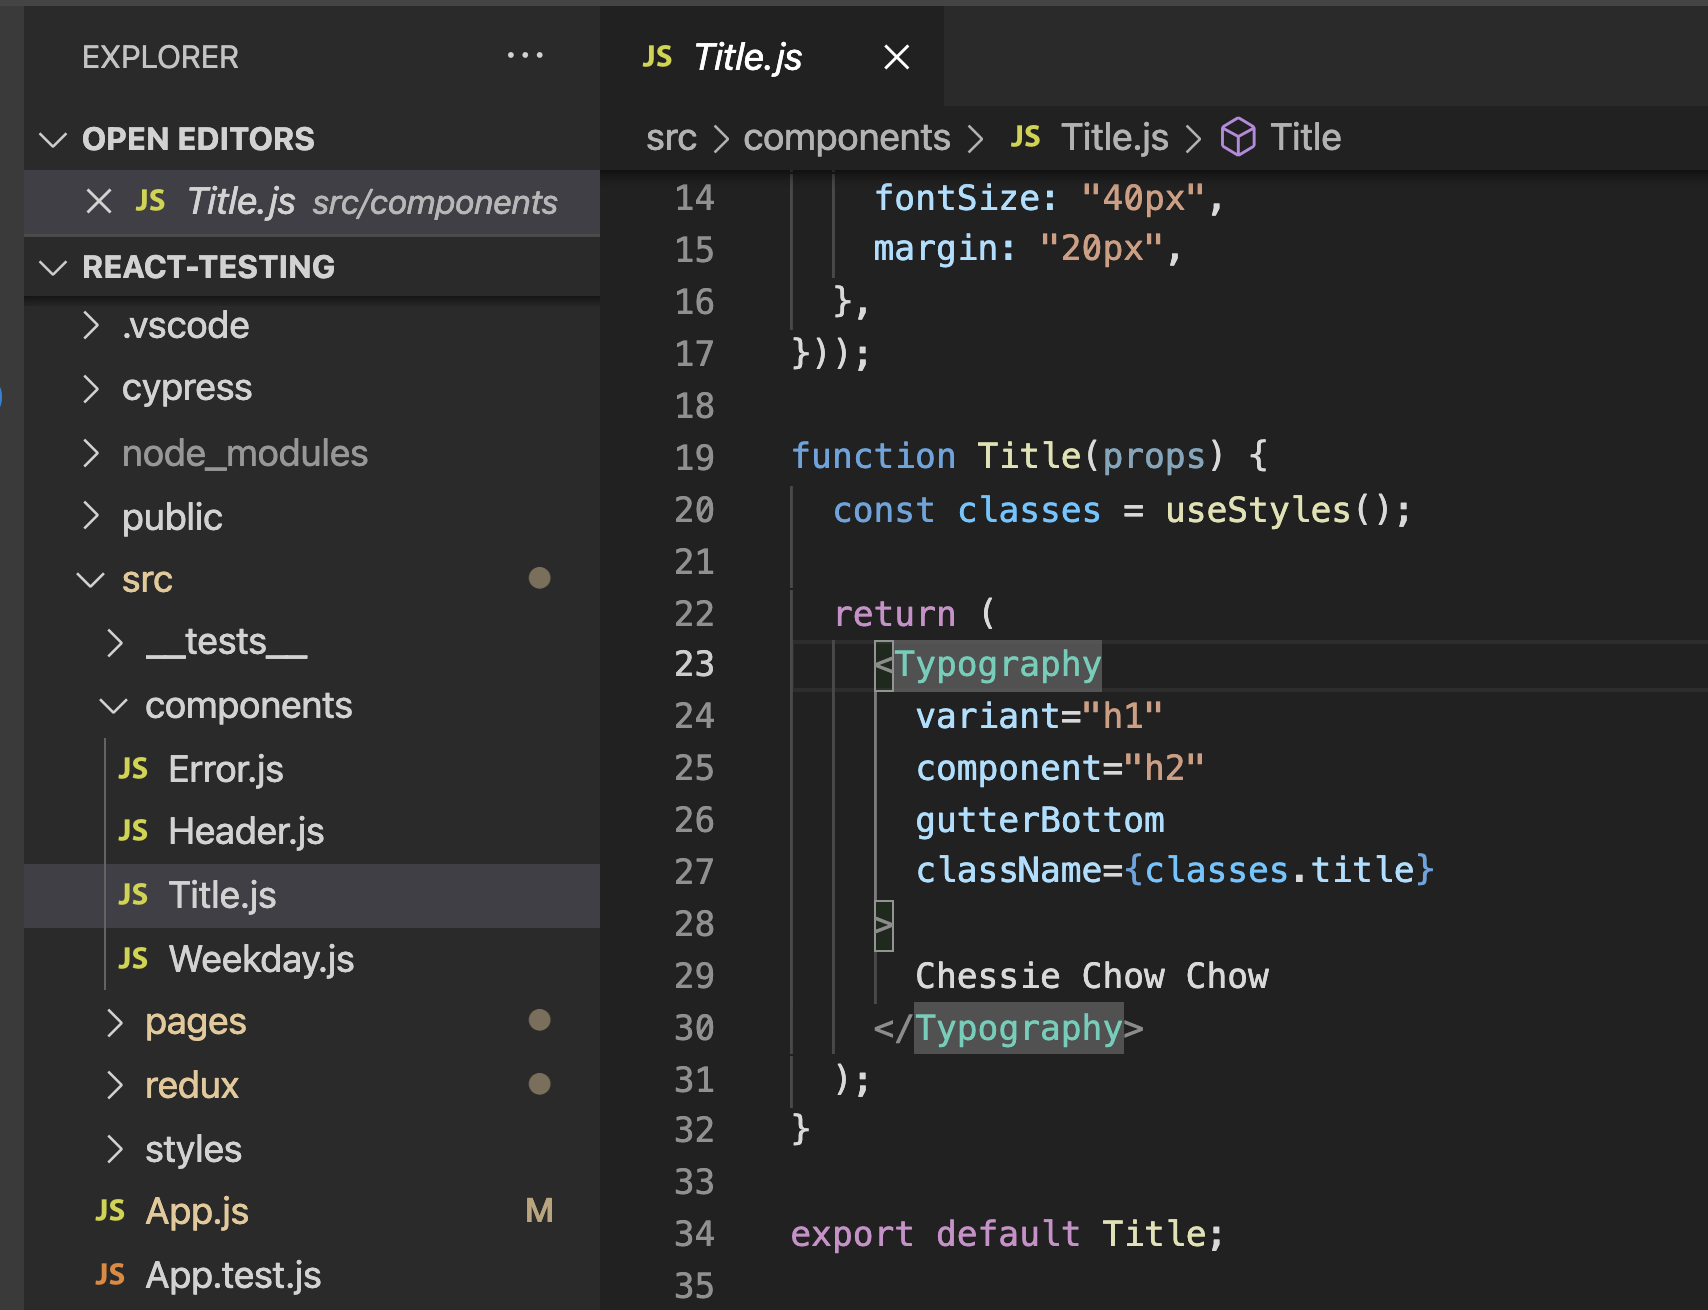 EXPLORER ···
OPEN EDITORS
JS Title.js src/components
REACT-TESTING
.vscode
cypress
node_modules
public
src
__tests__
components
JS Error.js
JS Header.js
JS Title.js
JS Weekday.js
pages
redux
styles
JS App.js M
JS App.test.js
JS Title.js
src > components > JS Title.js > Title
14 fontSize: "40px",
15 margin: "20px",
16 },
17 }));
18
19 function Title(props) {
20 const classes = useStyles();
21
22 return (
23 <Typography
24 variant="h1"
25 component="h2"
26 gutterBottom
27 className={classes.title}
28 >
29 Chessie Chow Chow
30 </Typography>
31 );
32 }
33
34 export default Title;
35